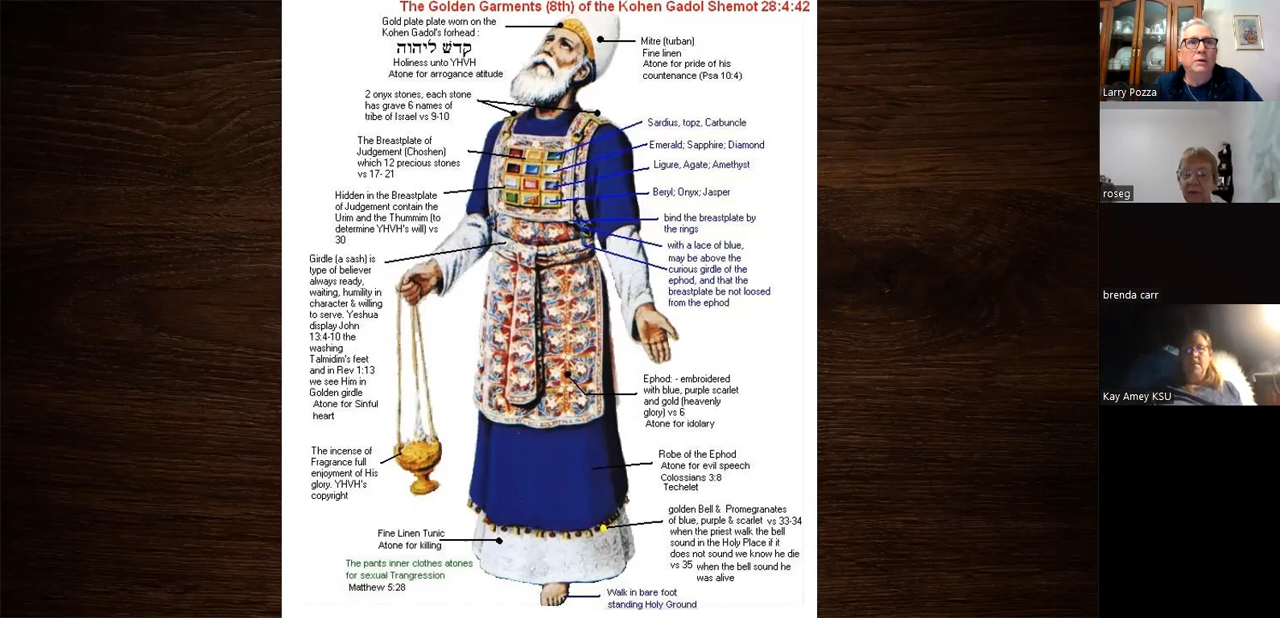 The Golden Garments (8th) of the Kohen Gadol Shemot 28:4:42
Gold plate plate worn on the
Kohen Gadol's forhead :
קדש ליהוה
Holiness unto YHVH
Atone for arrogance atitude
Mitre (turban)
Fine linen
Atone for pride of his
countenance (Psa 10:4)
2 onyx stones, each stone
has grave 6 names of
tribe of Israel vs 9-10
The Breastplate of
Judgement (Choshen)
which 12 precious stones
vs 17- 21
Hidden in the Breastplate
of Judgement contain the
Urim and the Thummim (to
determine YHVH's will) vs
30
Girdle (a sash) is
type of believer
always ready,
waiting, humility in
character & willing
to serve. Yeshua
display John
13:4-10 the
washing
Talmidim's feet
and in Rev 1:13
we see Him in
Golden girdle
Atone for Sinful
heart
The incense of
Fragrance full
enjoyment of His
glory. YHVH's
copyright
Fine Linen Tunic
Atone for killing
The pants inner clothes atones
for sexual Trangression
Matthew 5:28
Sardius, topz, Carbuncle
Emerald; Sapphire; Diamond
Ligure, Agate; Amethyst
Beryl; Onyx; Jasper
bind the breastplate by
the rings
with a lace of blue,
may be above the
curious girdle of the
ephod, and that the
breastplate be not loosed
from the ephod
Ephod: - embroidered
with blue, purple scarlet
and gold (heavenly
glory) vs 6
Atone for idolary
Robe of the Ephod
Atone for evil speech
Colossians 3:8
Techelet
golden Bell & Promegranates
of blue, purple & scarlet vs 33-34
when the priest walk the bell
sound in the Holy Place if it
does not sound we know he die
vs 35 when the bell sound he
was alive
Walk in bare foot
standing Holy Ground
Larry Pozza
roseg
brenda carr
Kay Amey KSU